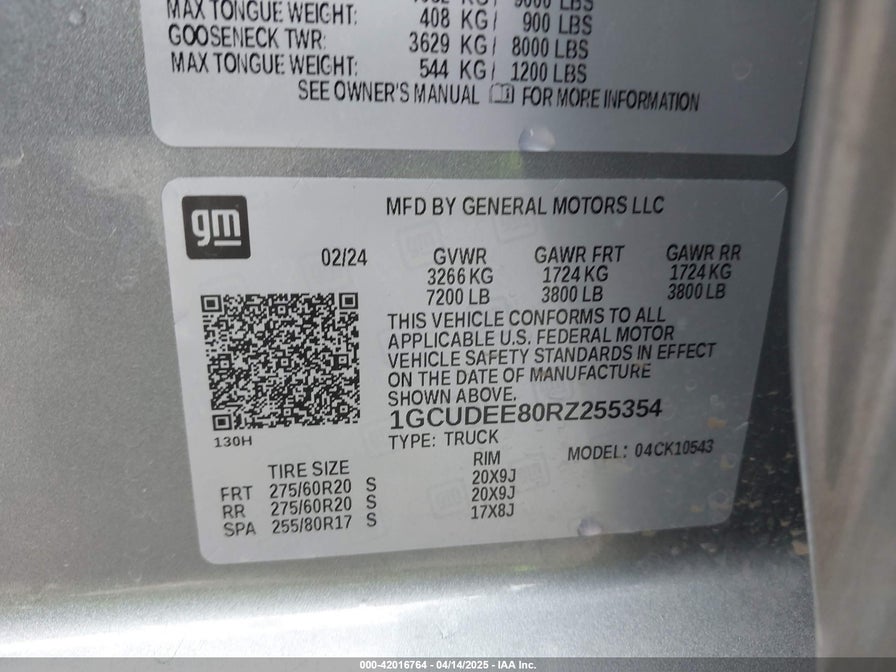 MAX TONGUE WEIGHT: 408 KG/ 900 LBS
GOOSENECK TWR: 3629 KG/ 8000 LBS
MAX TONGUE WEIGHT: 544 KG/ 1200 LBS
SEE OWNER'S MANUAL FOR MORE INFORMATION
gm
MFD BY GENERAL MOTORS LLC
02/24 GVWR GAWR FRT GAWR RR
3266 KG 1724 KG 1724 KG
7200 LB 3800 LB 3800 LB
THIS VEHICLE CONFORMS TO ALL
APPLICABLE U.S. FEDERAL MOTOR
VEHICLE SAFETY STANDARDS IN EFFECT
ON THE DATE OF MANUFACTURE
SHOWN ABOVE.
1GCUDEE80RZ255354
130H
TYPE: TRUCK
MODEL: 04CK10543
TIRE SIZE RIM
FRT 275/60R20 S 20X9J
RR 275/60R20 S 20X9J
SPA 255/80R17 S 17X8J
000-42016764 - 04/14/2025 - IAA Inc.